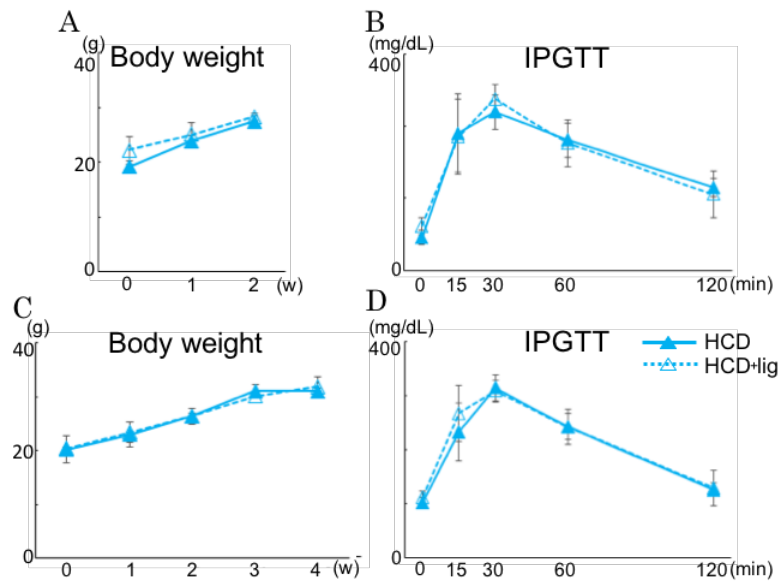 A
(g)
Body weight
40
20
0
0 1 2 (w)
B
(mg/dL)
IPGTT
400
0
0 15 30 60 120 (min)
C
(g)
Body weight
40
20
0
0 1 2 3 4 (w)
D
(mg/dL)
IPGTT
400
0
0 15 30 60 120 (min)
HCD
HCD+lig